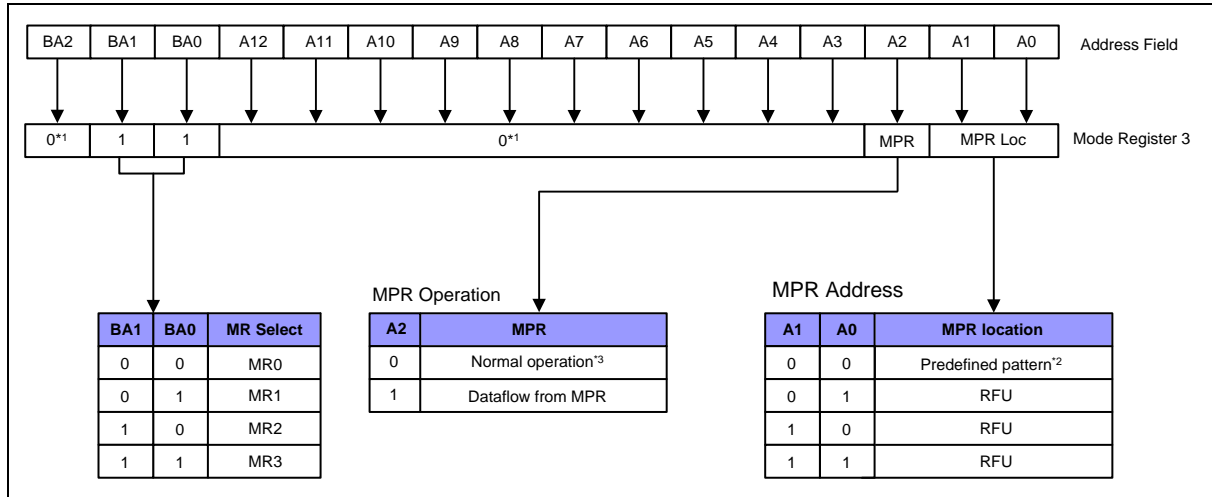 BA2 BA1 BA0 A12 A11 A10 A9 A8 A7 A6 A5 A4 A3 A2 A1 A0 Address Field
0*1 1 1 0*1 MPR MPR Loc Mode Register 3
MPR Operation
MPR Address
BA1 BA0 MR Select
0 0 MR0
0 1 MR1
1 0 MR2
1 1 MR3
A2 MPR
0 Normal operation*3
1 Dataflow from MPR
A1 A0 MPR location
0 0 Predefined pattern*2
0 1 RFU
1 0 RFU
1 1 RFU